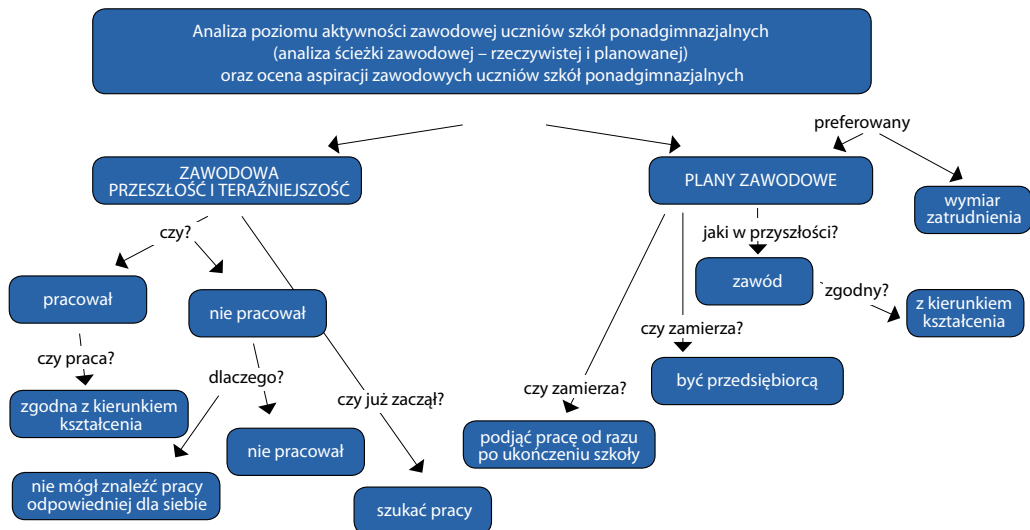 Analiza poziomu aktywności zawodowej uczniów szkół ponadgimnazjalnych
(analiza ścieżki zawodowej – rzeczywistej i planowanej)
oraz ocena aspiracji zawodowych uczniów szkół ponadgimnazjalnych
preferowany
ZAWODOWA
PRZESZŁOŚĆ I TERAŹNIEJSZOŚĆ
PLANY ZAWODOWE
wymiar
zatrudnienia
czy?
jaki w przyszłości?
pracował
nie pracował
zawód
zgodny?
z kierunkiem
kształcenia
czy praca?
czy zamierza?
dlaczego?
być przedsiębiorcą
czy zamierza?
czy już zaczął?
zgodna z kierunkiem
kształcenia
nie pracował
podjąć pracę od razu
po ukończeniu szkoły
nie mógł znaleźć pracy
odpowiedniej dla siebie
szukać pracy